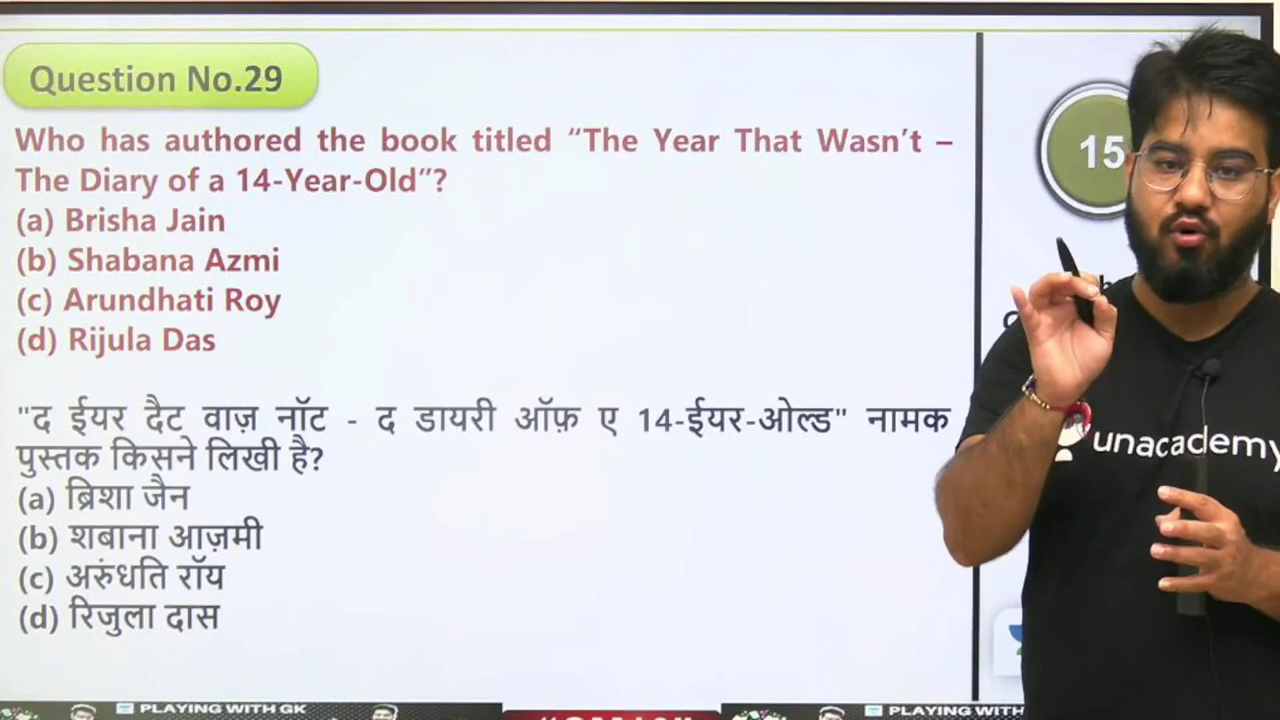 Question No.29
Who has authored the book titled “The Year That Wasn’t –
The Diary of a 14-Year-Old”?
(a) Brisha Jain
(b) Shabana Azmi
(c) Arundhati Roy
(d) Rijula Das
"द ईयर दैट वाज़ नॉट - द डायरी ऑफ़ ए 14-ईयर-ओल्ड" नामक
पुस्तक किसने लिखी है?
(a) ब्रिशा जैन
(b) शबाना आज़मी
(c) अरुंधति रॉय
(d) रिजुला दास
15
unacademy
PLAYING WITH GK
PLAYING WITH